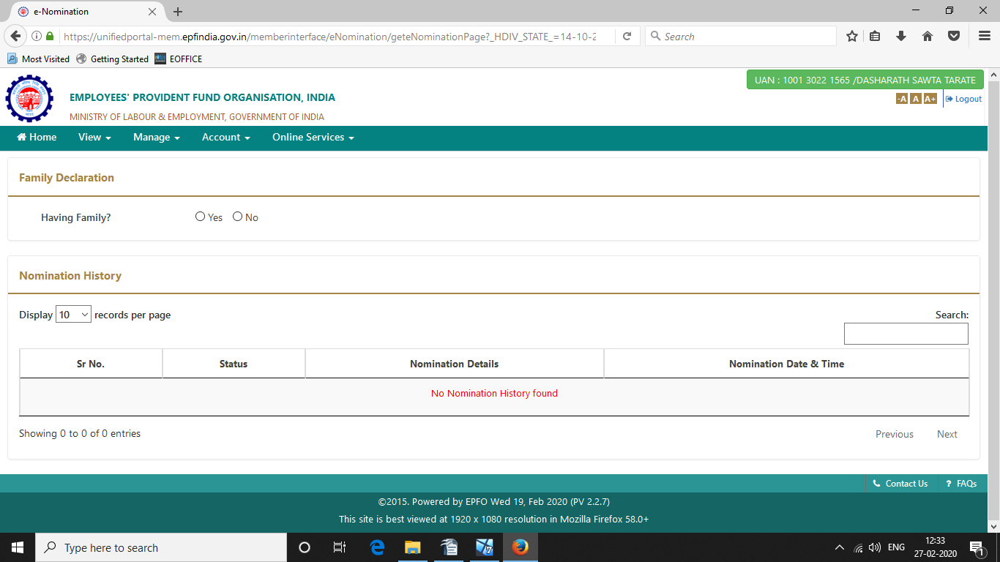 e-Nomination
https://unifiedportal-mem.epfindia.gov.in/memberinterface/eNomination/geteNominationPage?_HDIV_STATE_=14-10-2
Search
Most Visited Getting Started EOFFICE
UAN : 1001 3022 1565 /DASHARATH SAWTA TARATE
EMPLOYEES' PROVIDENT FUND ORGANISATION, INDIA
-A A A+ Logout
MINISTRY OF LABOUR & EMPLOYMENT, GOVERNMENT OF INDIA
Home View Manage Account Online Services
Family Declaration
Having Family? Yes No
Nomination History
Display 10 records per page Search:
Sr No. Status Nomination Details Nomination Date & Time
No Nomination History found
Showing 0 to 0 of 0 entries Previous Next
Contact Us ? FAQs
©2015. Powered by EPFO Wed 19, Feb 2020 (PV 2.2.7)
This site is best viewed at 1920 x 1080 resolution in Mozilla Firefox 58.0+
Type here to search
7
ENG
12:33
27-02-2020
1